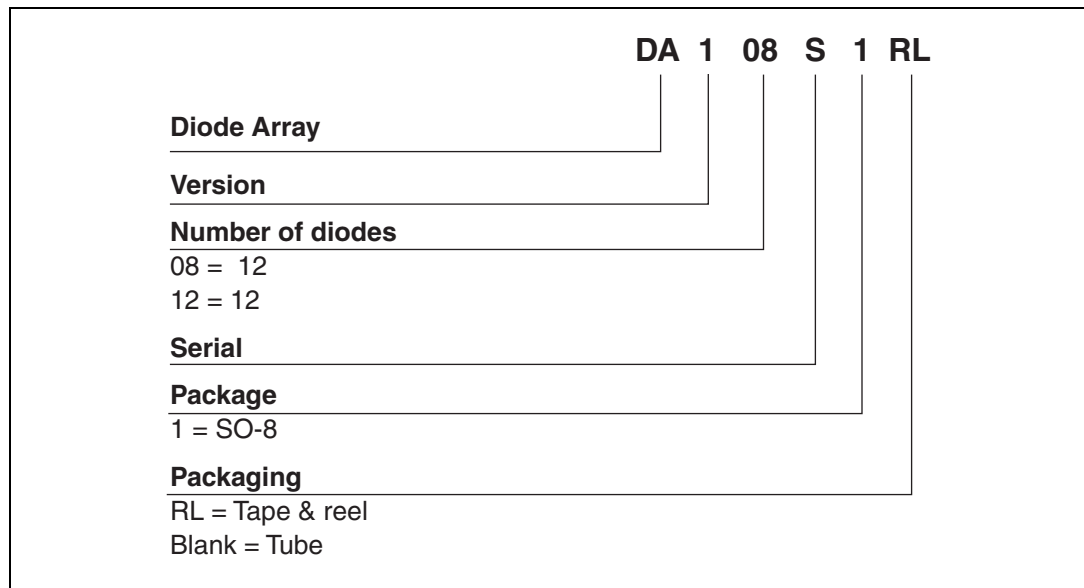 DA 1 08 S 1 RL
Diode Array
Version
Number of diodes
08 = 12
12 = 12
Serial
Package
1 = SO-8
Packaging
RL = Tape & reel
Blank = Tube